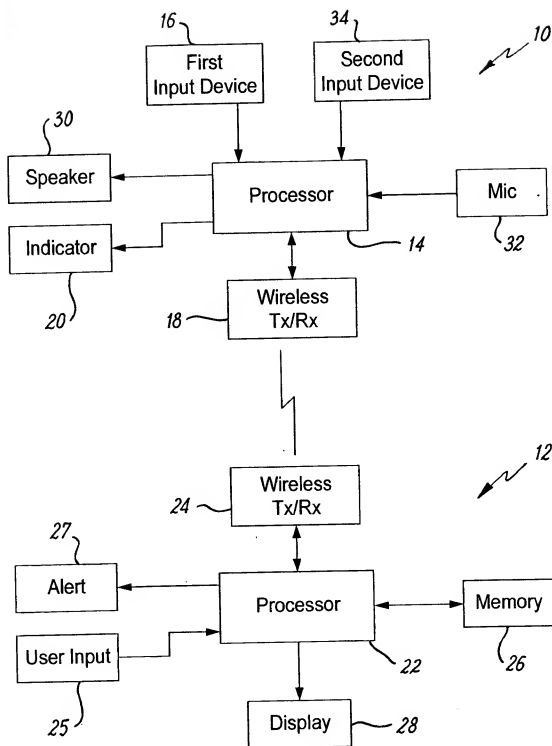 16
34
10
First
Input Device
Second
Input Device
30
Speaker
Processor
Mic
Indicator
14
32
20
18
Wireless
Tx/Rx
12
24
Wireless
Tx/Rx
27
Alert
Processor
Memory
User Input
22
26
25
Display
28